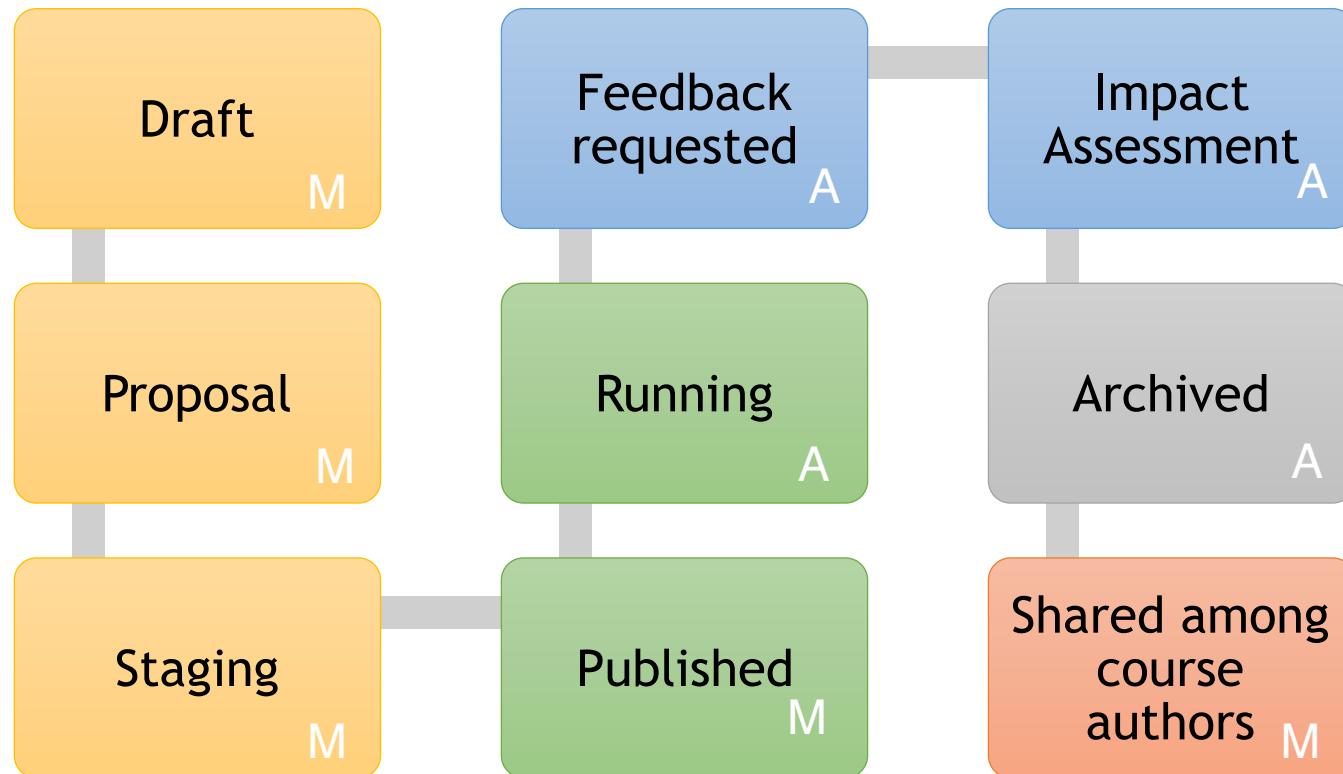 Draft
M
Proposal
M
Staging
M
Published
M
Running
A
Feedback
requested
A
Impact
Assessment
A
Archived
A
Shared among
course
authors
M